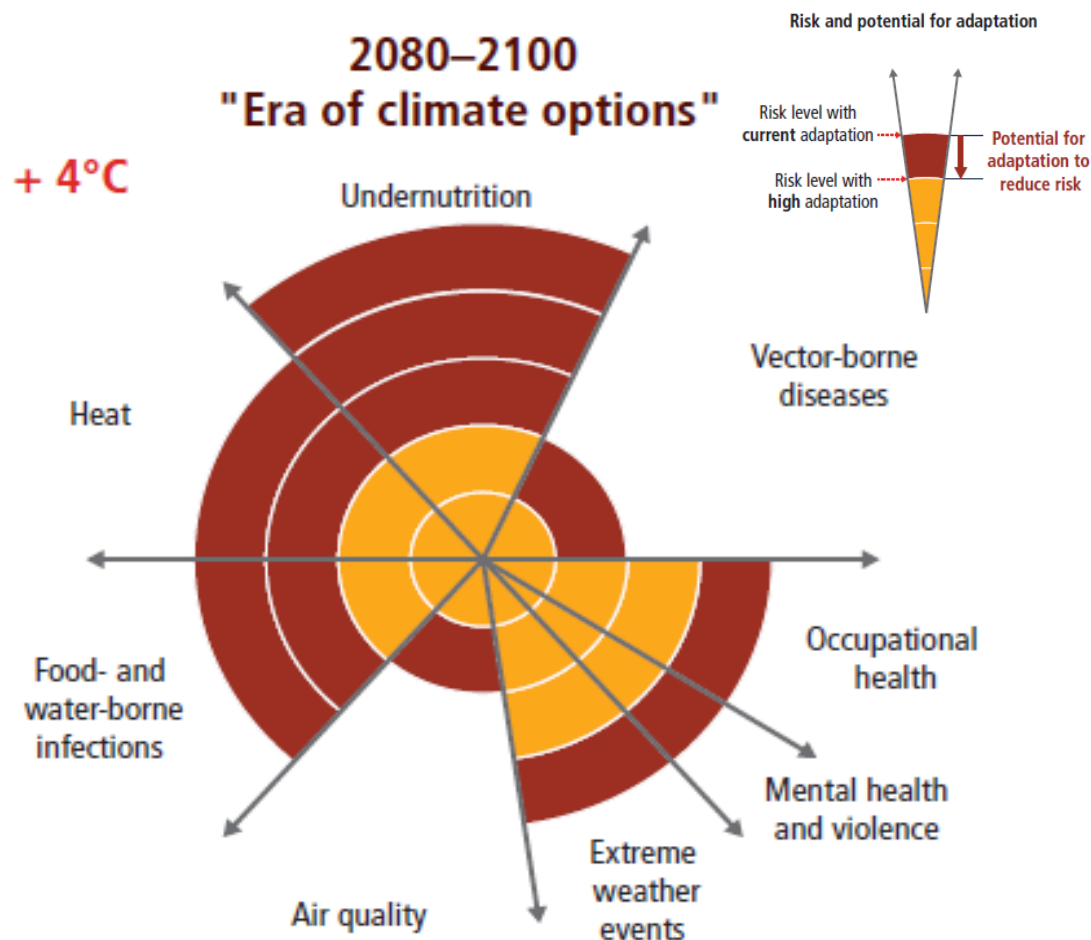 Risk and potential for adaptation
2080–2100
"Era of climate options"
+ 4°C
Risk level with
current adaptation
Risk level with
high adaptation
Potential for
adaptation to
reduce risk
Undernutrition
Vector-borne
diseases
Heat
Occupational
health
Food- and
water-borne
infections
Mental health
and violence
Extreme
weather
events
Air quality